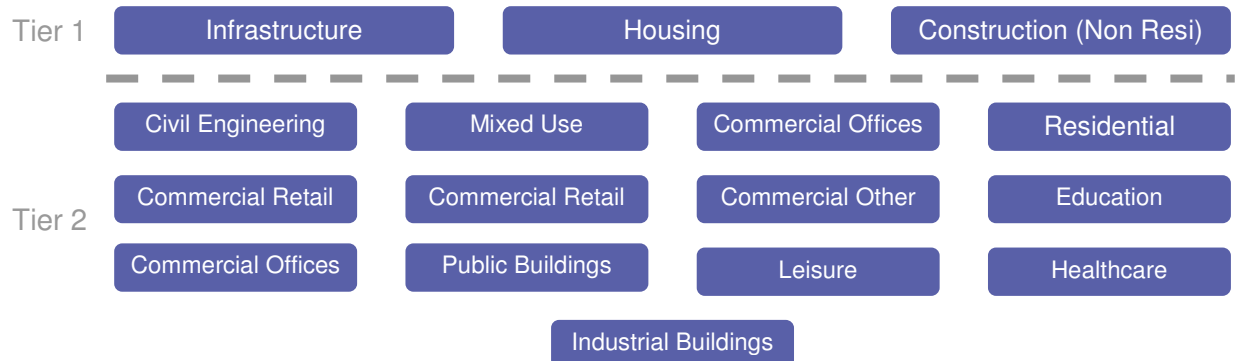 Tier 1
Infrastructure
Housing
Construction (Non Resi)
Civil Engineering
Mixed Use
Commercial Offices
Residential
Tier 2
Commercial Retail
Commercial Retail
Commercial Other
Education
Commercial Offices
Public Buildings
Leisure
Healthcare
Industrial Buildings